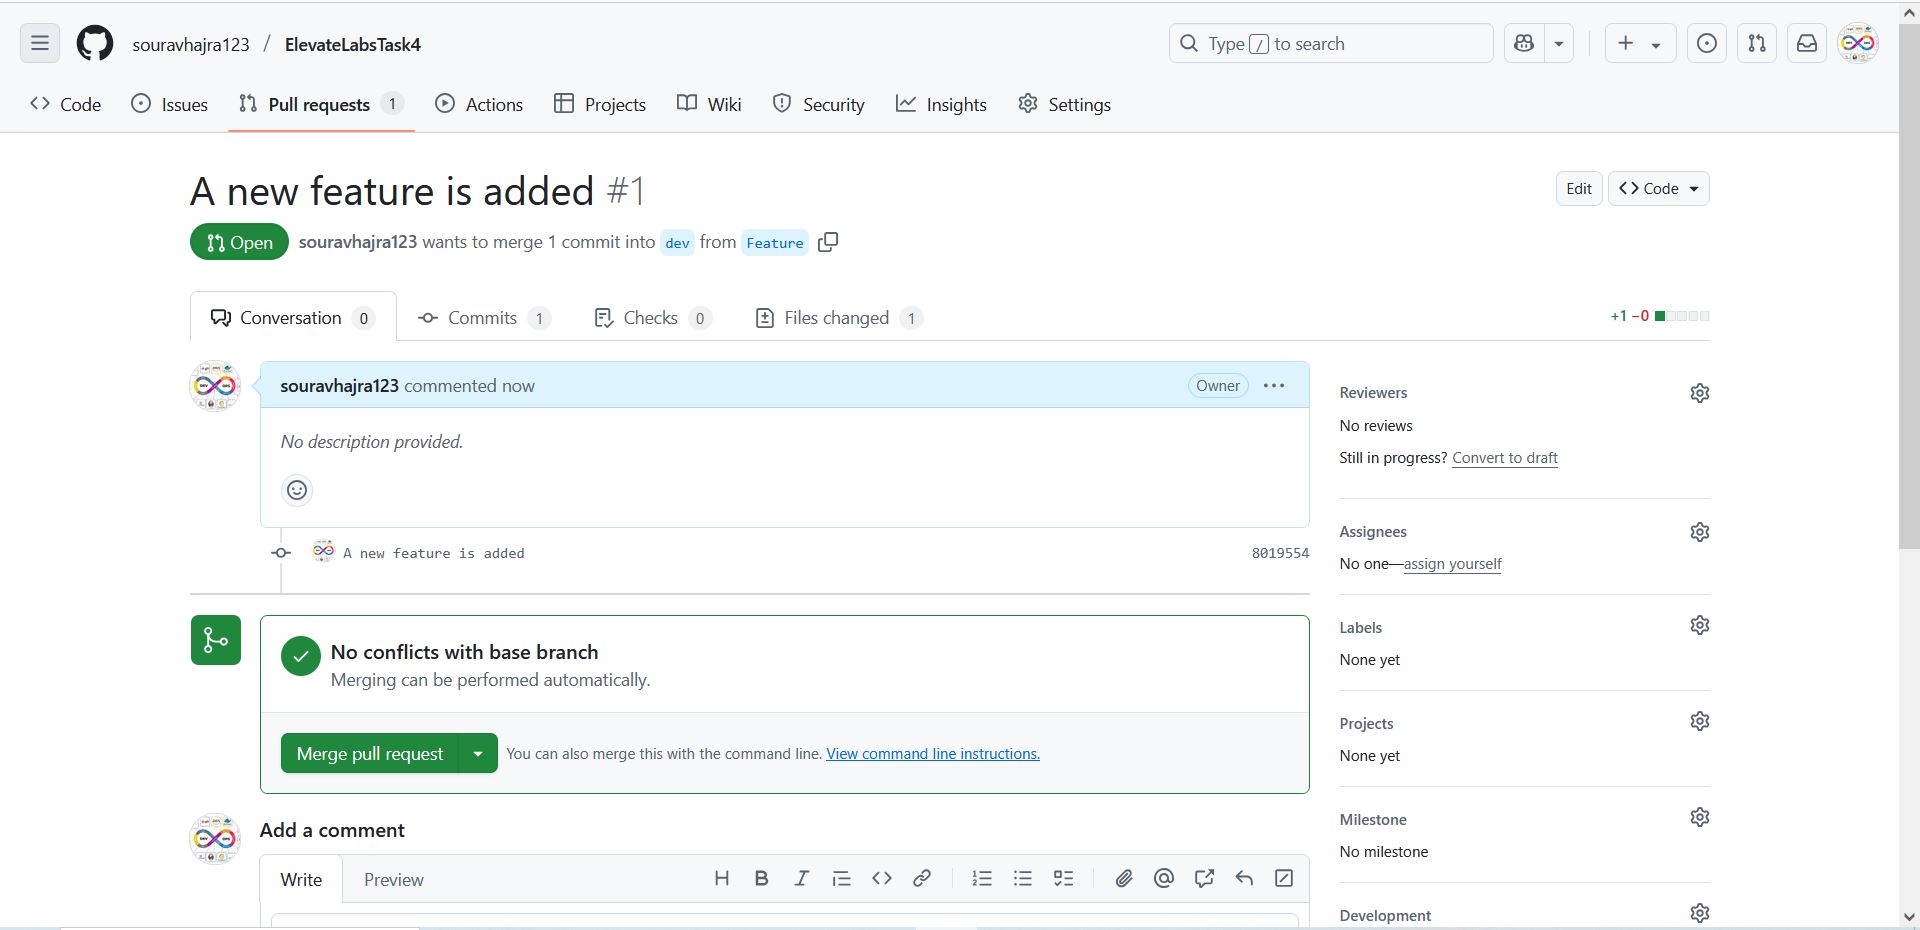 souravhajra123 / ElevateLabsTask4
Type / to search
Code Issues Pull requests 1 Actions Projects Wiki Security Insights Settings
A new feature is added #1
Edit
Code
Open
souravhajra123 wants to merge 1 commit into dev from Feature
Conversation 0
Commits 1
Checks 0
Files changed 1
+1 −0
souravhajra123 commented now
Owner
No description provided.
A new feature is added
8019554
No conflicts with base branch
Merging can be performed automatically.
Merge pull request
You can also merge this with the command line. View command line instructions.
Add a comment
Write
Preview
Reviewers
No reviews
Still in progress? Convert to draft
Assignees
No one—assign yourself
Labels
None yet
Projects
None yet
Milestone
No milestone
Development